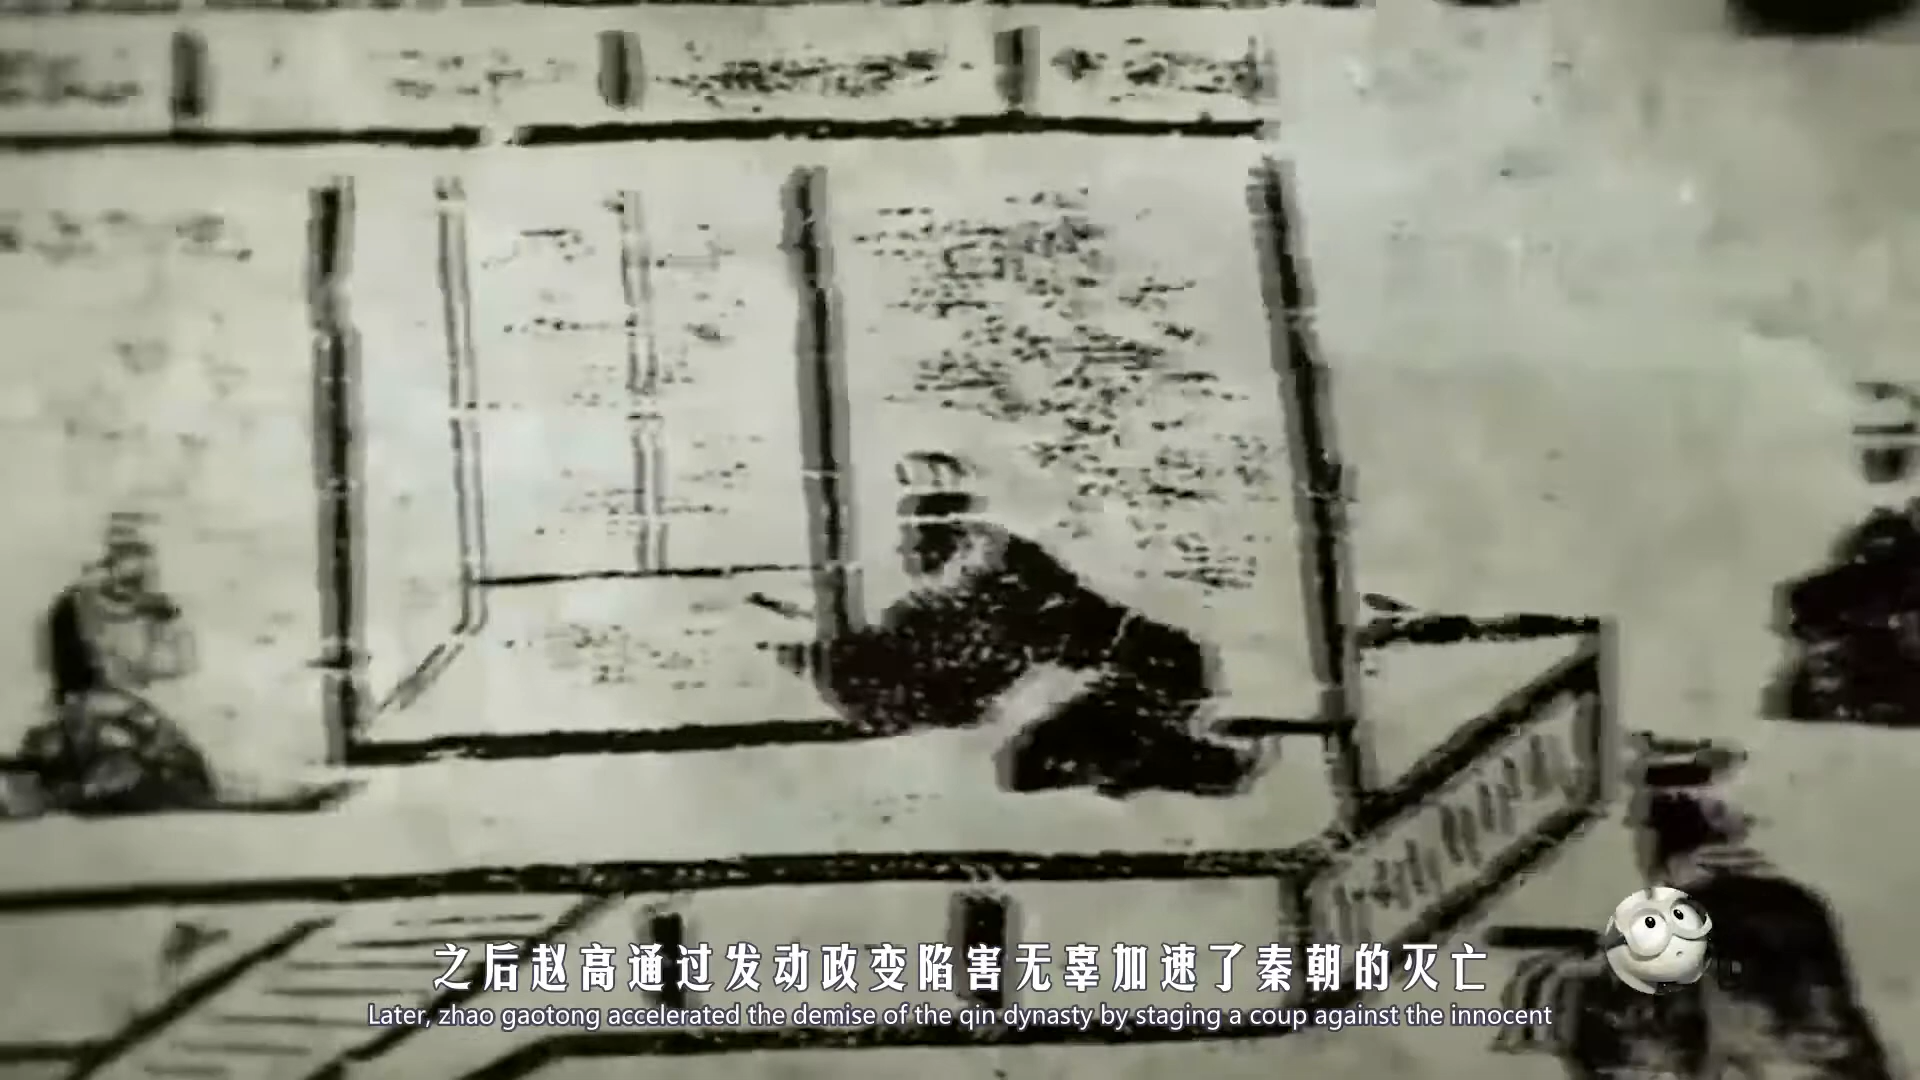 之后赵高通过发动政变陷害无辜加速了秦朝的灭亡
Later, zhao gaotong accelerated the demise of the qin dynasty by staging a coup against the innocent